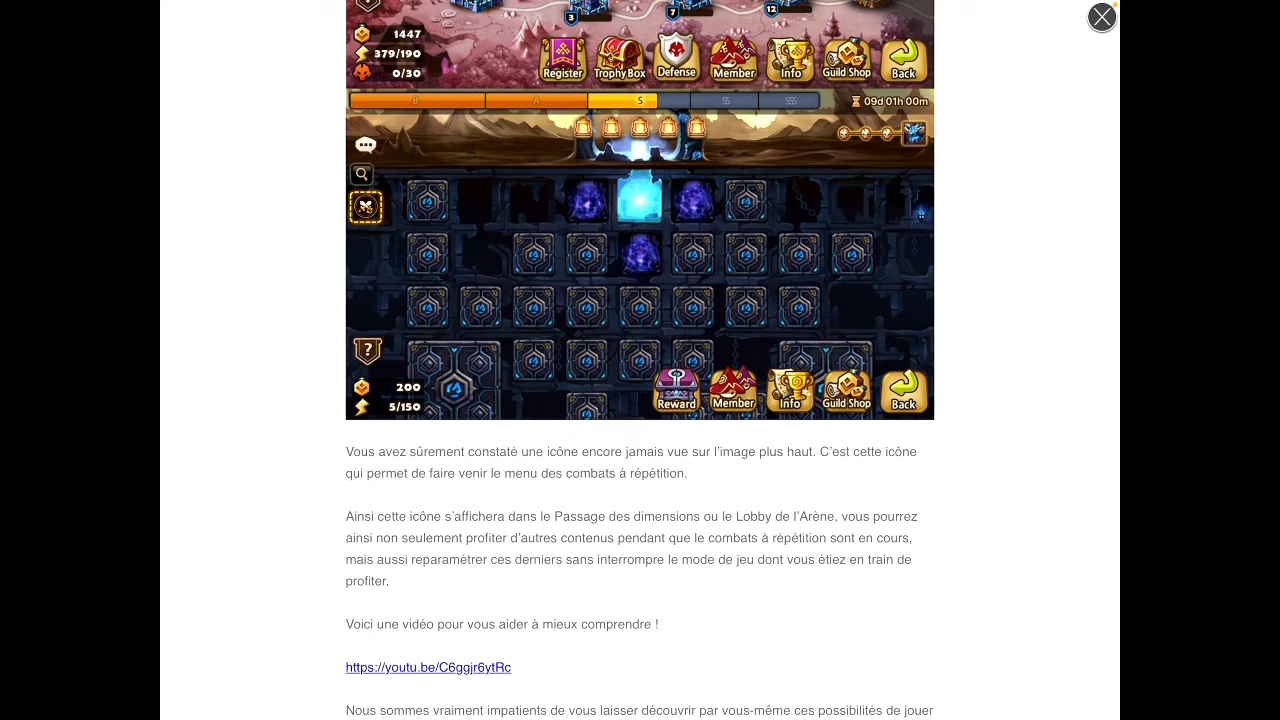 3 7 12
1447
379/190
0/30
Register Trophy Box Defense Member Info Guild Shop Back
B A S SS SSS 09d 01h 00m
?
200
5/150
Reward Member Info Guild Shop Back
Vous avez sûrement constaté une icône encore jamais vue sur l'image plus haut. C'est cette icône
qui permet de faire venir le menu des combats à répétition.
Ainsi cette icône s'affichera dans le Passage des dimensions ou le Lobby de l'Arène, vous pourrez
ainsi non seulement profiter d'autres contenus pendant que le combats à répétition sont en cours,
mais aussi reparamétrer ces derniers sans interrompre le mode de jeu dont vous étiez en train de
profiter.
Voici une vidéo pour vous aider à mieux comprendre !
https://youtu.be/C6ggjr6ytRc
Nous sommes vraiment impatients de vous laisser découvrir par vous-même ces possibilités de jouer